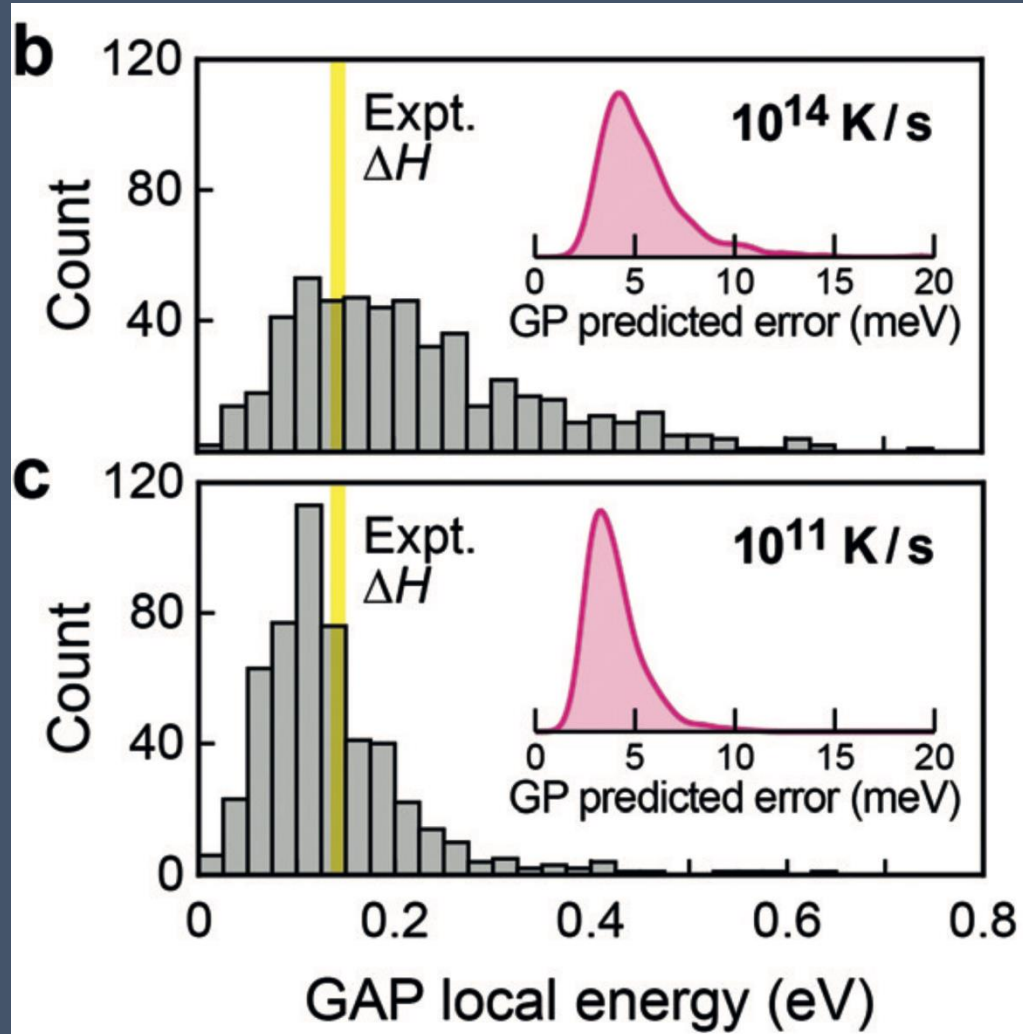 b
120
80
40
Count
Expt.
ΔH
10¹⁴ K/s
0 5 10 15 20
GP predicted error (meV)
c
120
80
40
0
Count
Expt.
ΔH
10¹¹ K/s
0 5 10 15 20
GP predicted error (meV)
0 0.2 0.4 0.6 0.8
GAP local energy (eV)